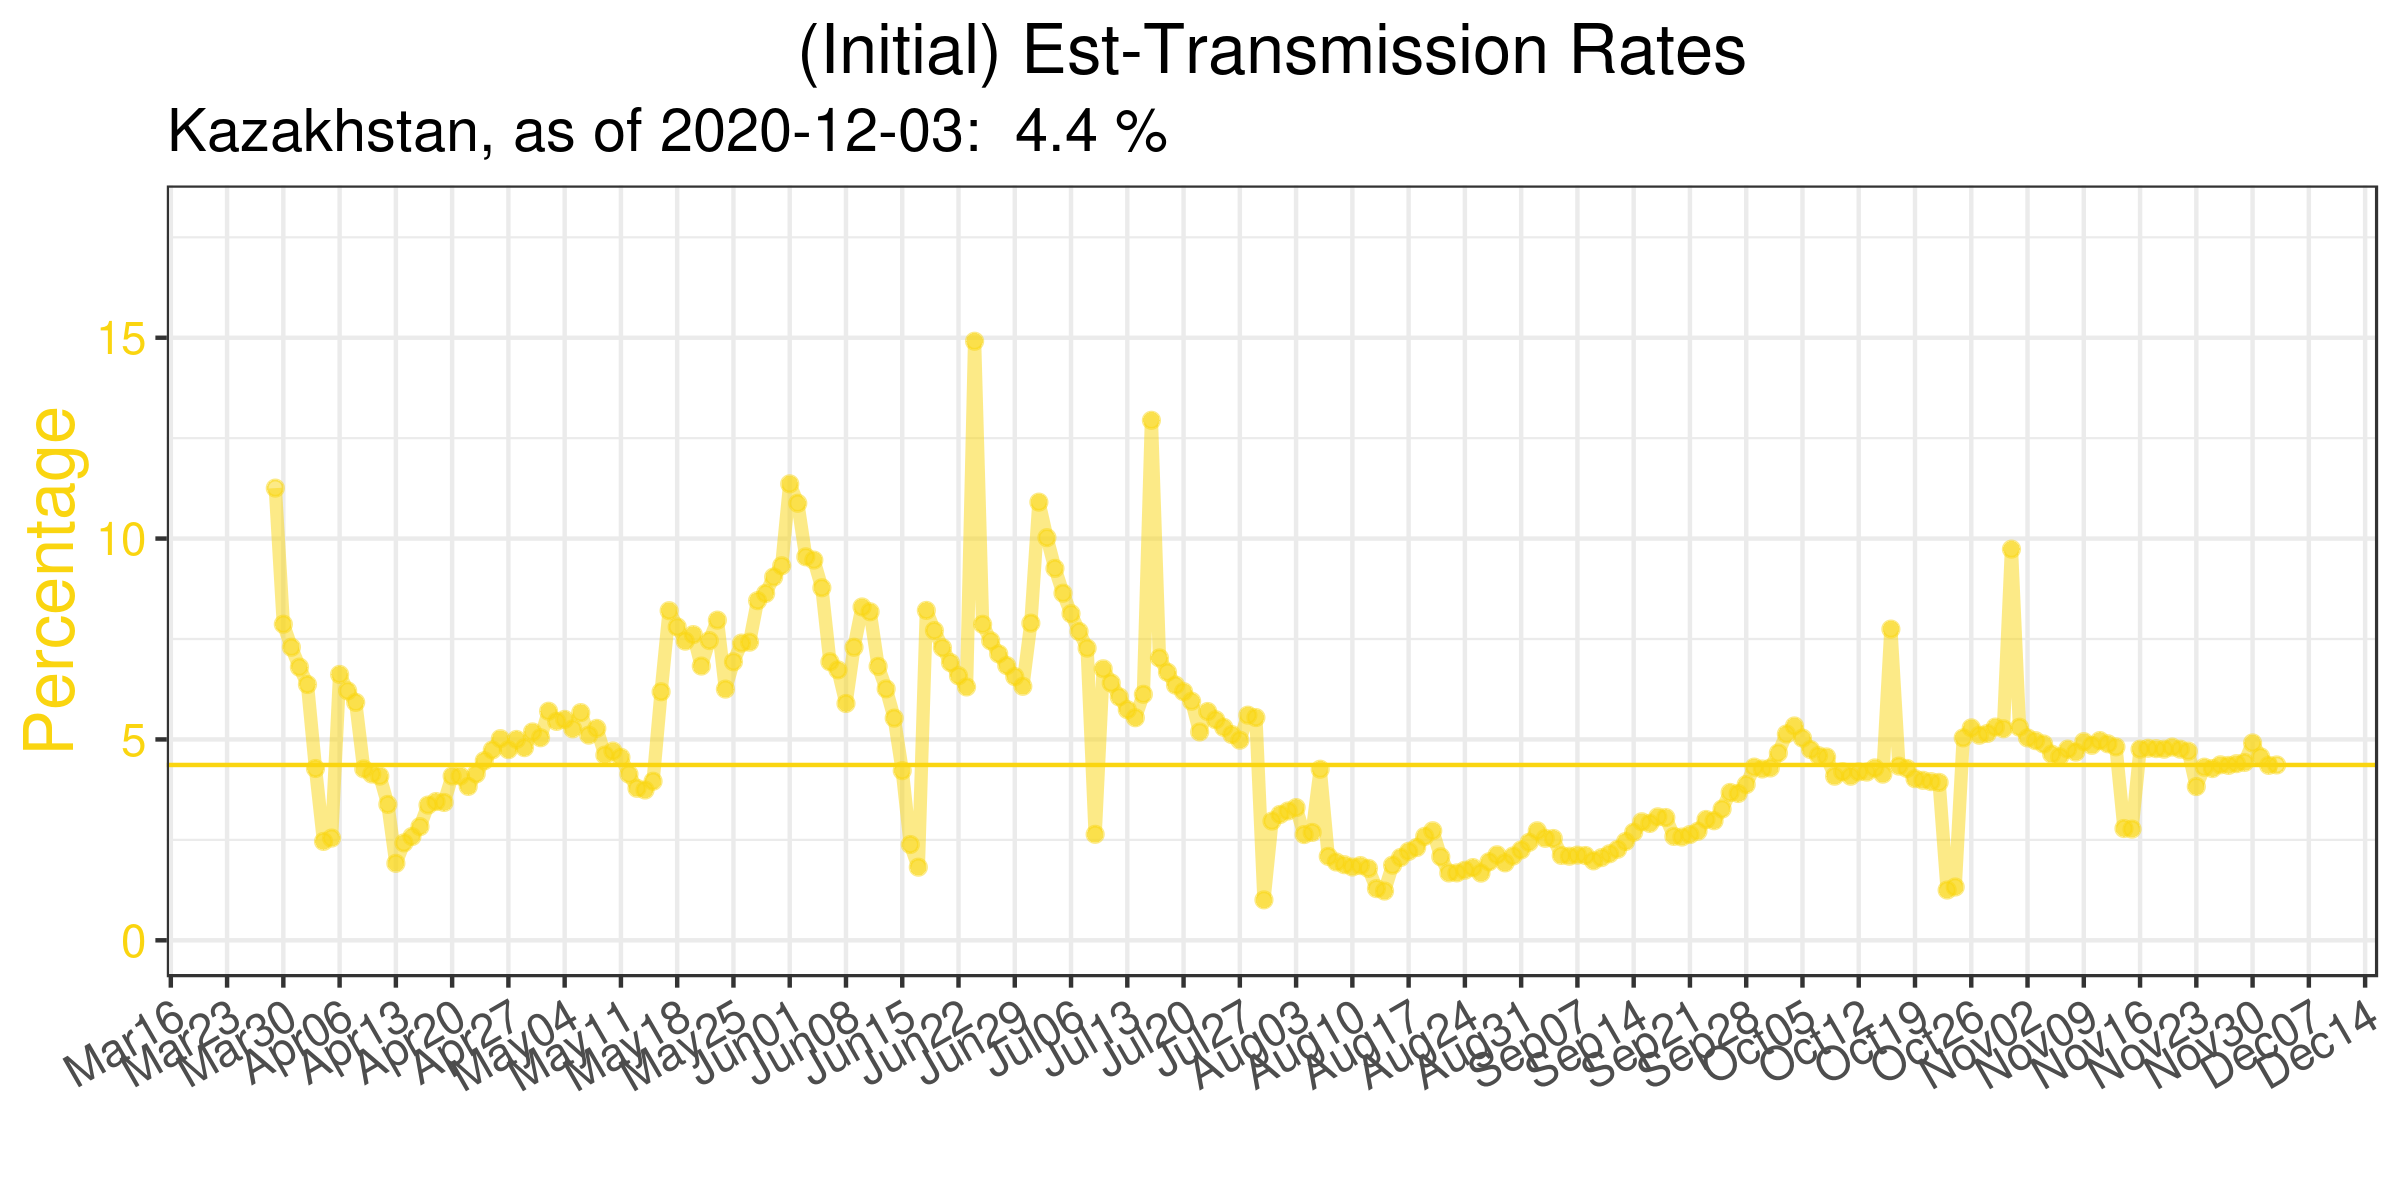 (Initial) Est-Transmission Rates
Kazakhstan, as of 2020-12-03:  4.4 %
Percentage
15
10
5
0
Mar16
Mar23
Mar30
Apr06
Apr13
Apr20
Apr27
May04
May11
May18
May25
Jun01
Jun08
Jun15
Jun22
Jun29
Jul06
Jul13
Jul20
Jul27
Aug03
Aug10
Aug17
Aug24
Aug31
Sep07
Sep14
Sep21
Sep28
Oct05
Oct12
Oct19
Oct26
Nov02
Nov09
Nov16
Nov23
Nov30
Dec07
Dec14